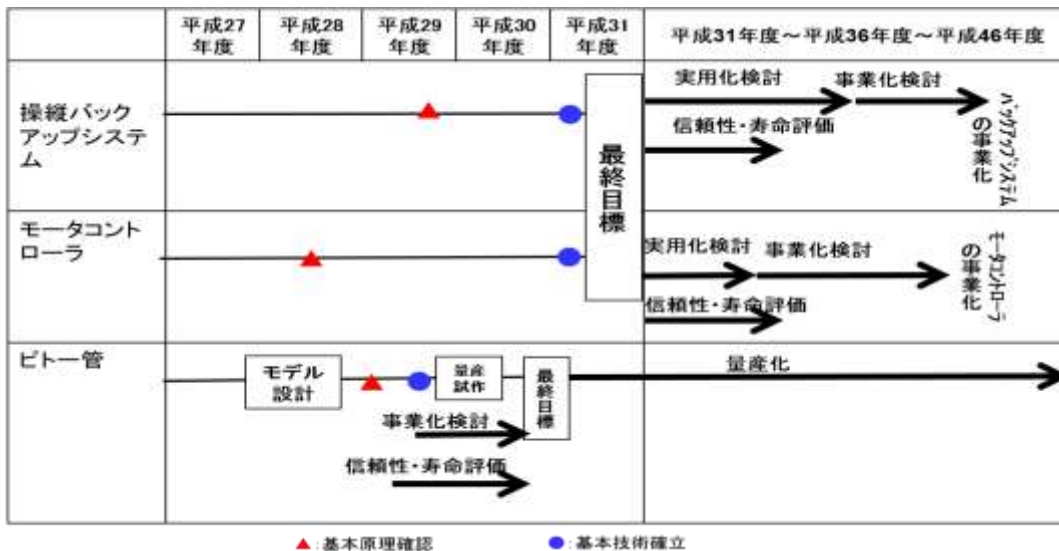 平成27
年度
平成28
年度
平成29
年度
平成30
年度
平成31
年度
平成31年度~平成36年度~平成46年度
操縦バック
アップシステ
ム
最終目標
実用化検討
事業化検討
信頼性・寿命評価
バックアップシステム
の事業化
モータコント
ローラ
実用化検討
事業化検討
信頼性・寿命評価
モータコントローラ
の事業化
ピトー管
モデル
設計
量産
試作
最終目標
量産化
事業化検討
信頼性・寿命評価
▲:基本原理確認
●:基本技術確立